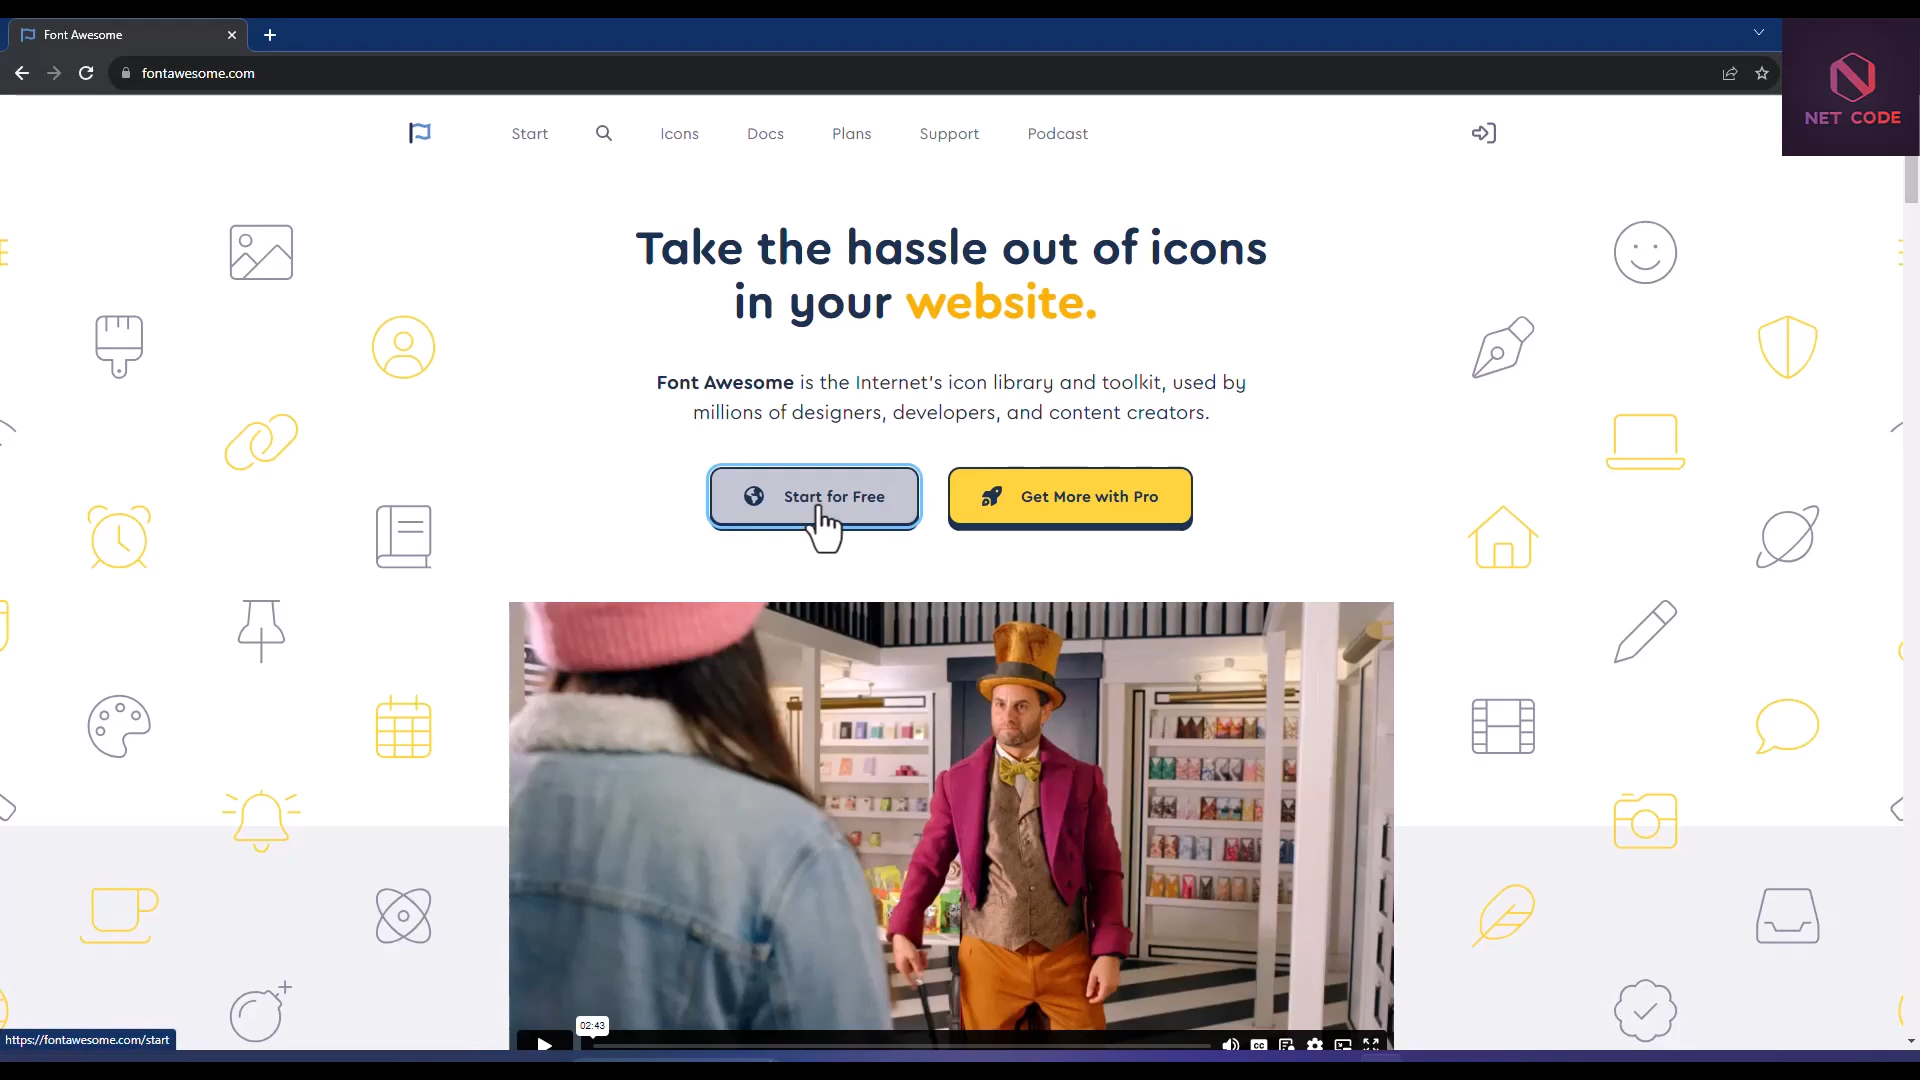 Font Awesome
fontawesome.com
NET CODE
Start
Icons
Docs
Plans
Support
Podcast
Take the hassle out of icons
in your website.
Font Awesome is the Internet's icon library and toolkit, used by
millions of designers, developers, and content creators.
Start for Free
Get More with Pro
02:43
CC
https://fontawesome.com/start